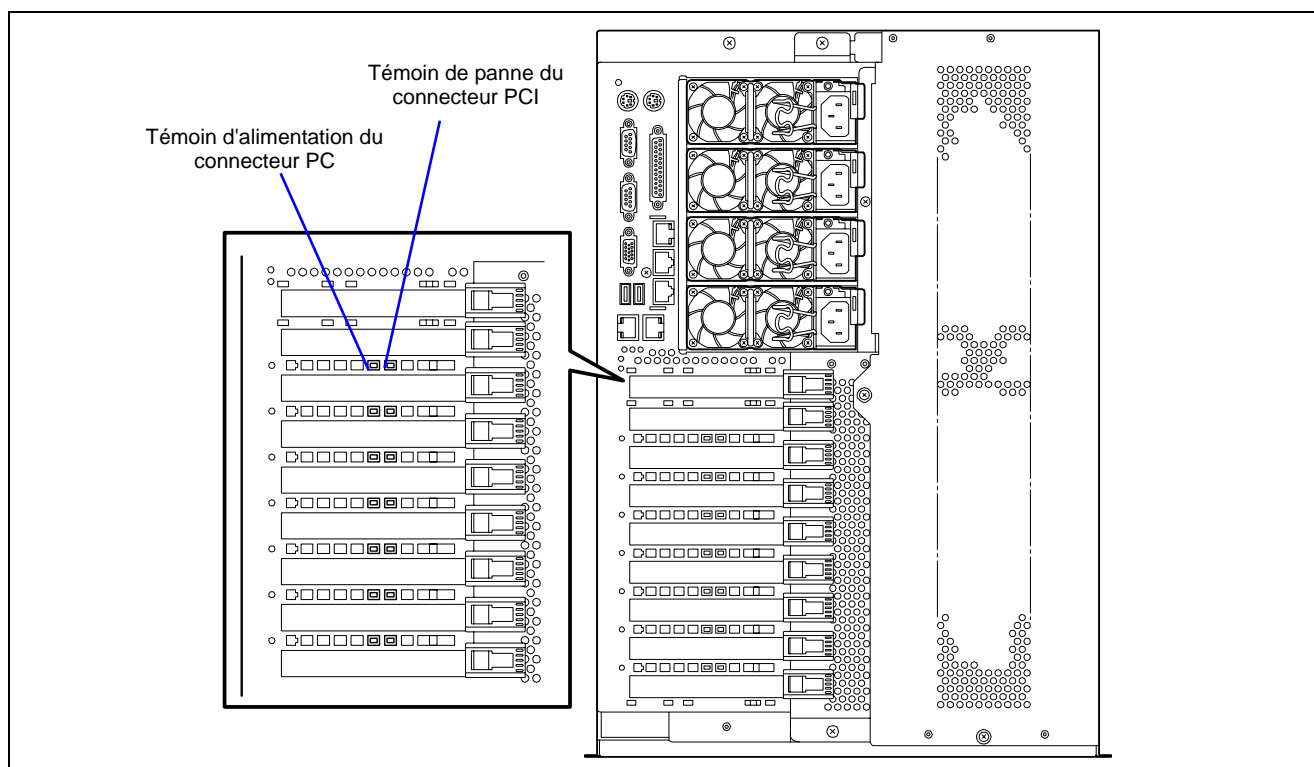 Témoin de panne du
connecteur PCI
Témoin d'alimentation du
connecteur PC